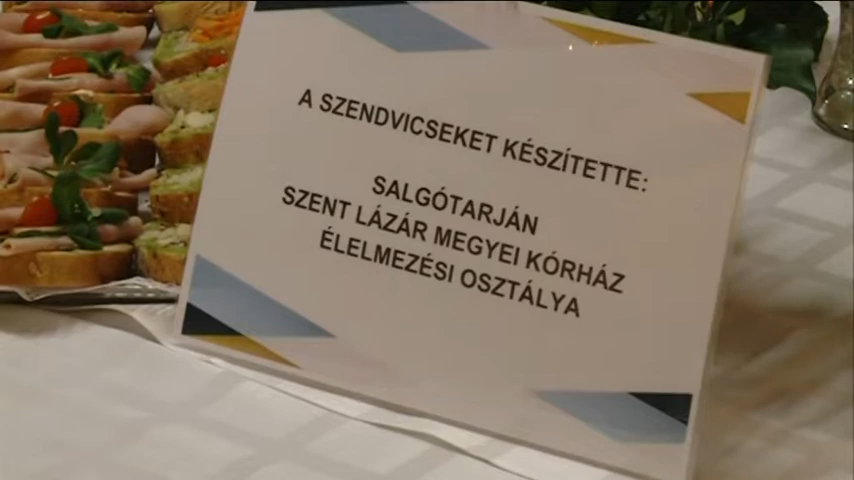 A SZENDVICSEKET KÉSZÍTETTE:
SALGÓTARJÁN
SZENT LÁZÁR MEGYEI KÓRHÁZ
ÉLELMEZÉSI OSZTÁLYA